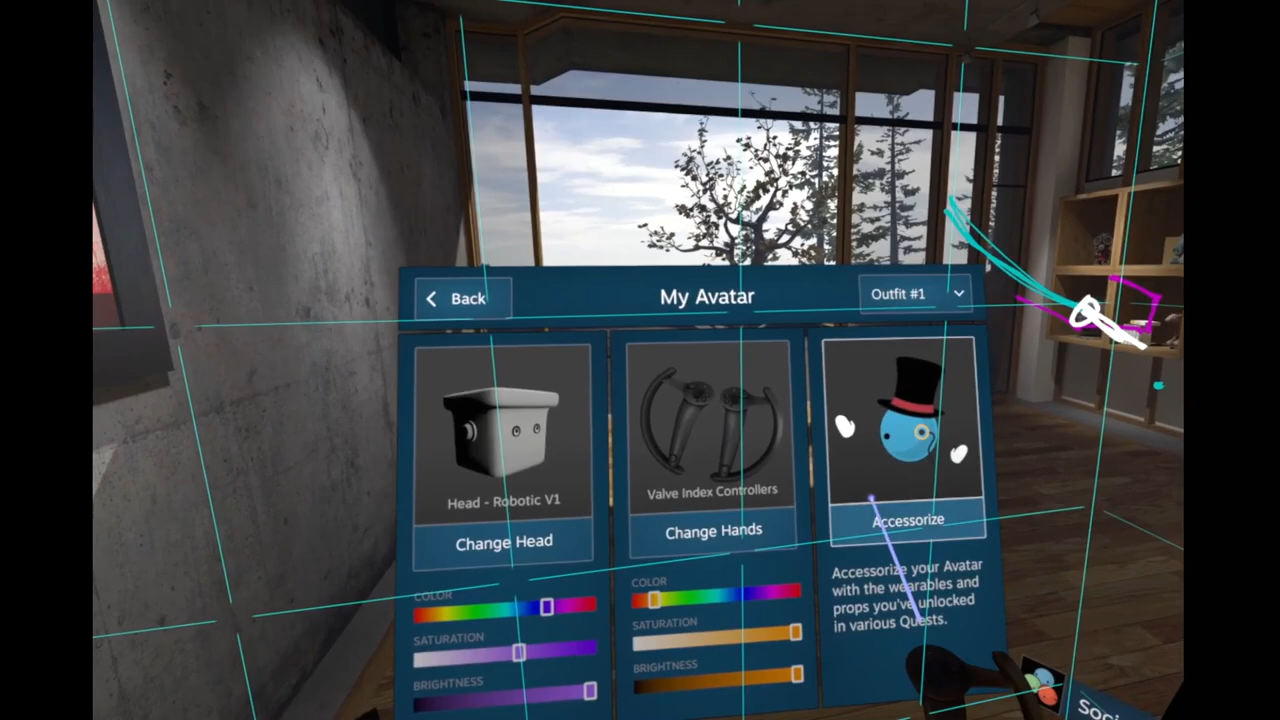 Back
My Avatar
Outfit #1
Head - Robotic V1
Change Head
COLOR
SATURATION
BRIGHTNESS
Valve Index Controllers
Change Hands
COLOR
SATURATION
BRIGHTNESS
Accessorize
Accessorize your Avatar
with the wearables and
props you've unlocked
in various Quests.